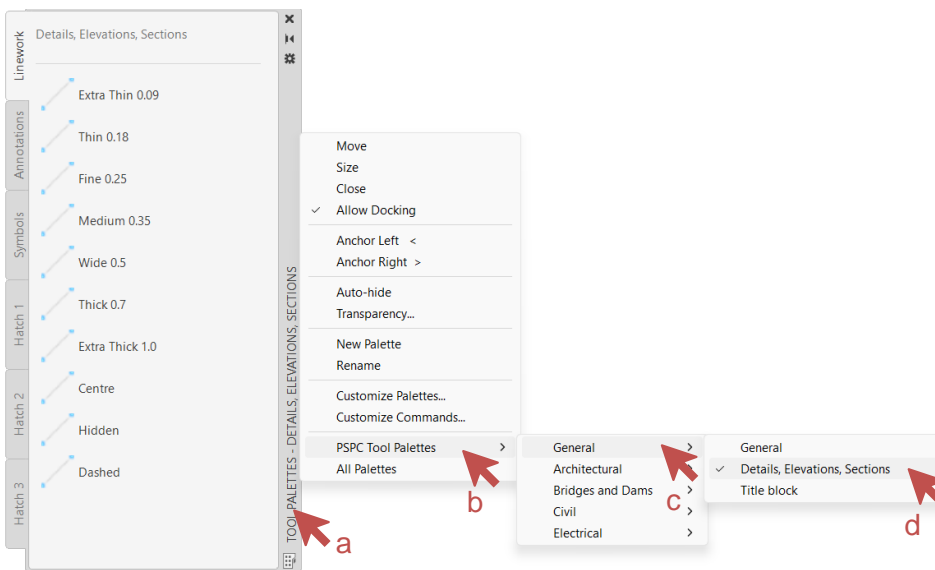 Linework
Annotations
Symbols
Hatch 1
Hatch 2
Hatch 3
Details, Elevations, Sections
Extra Thin 0.09
Thin 0.18
Fine 0.25
Medium 0.35
Wide 0.5
Thick 0.7
Extra Thick 1.0
Centre
Hidden
Dashed
TOOL PALETTES - DETAILS, ELEVATIONS, SECTIONS
a
Move
Size
Close
Allow Docking
Anchor Left <
Anchor Right >
Auto-hide
Transparency...
New Palette
Rename
Customize Palettes...
Customize Commands...
PSPC Tool Palettes
All Palettes
b
General
Architectural
Bridges and Dams
Civil
Electrical
c
General
Details, Elevations, Sections
Title block
d